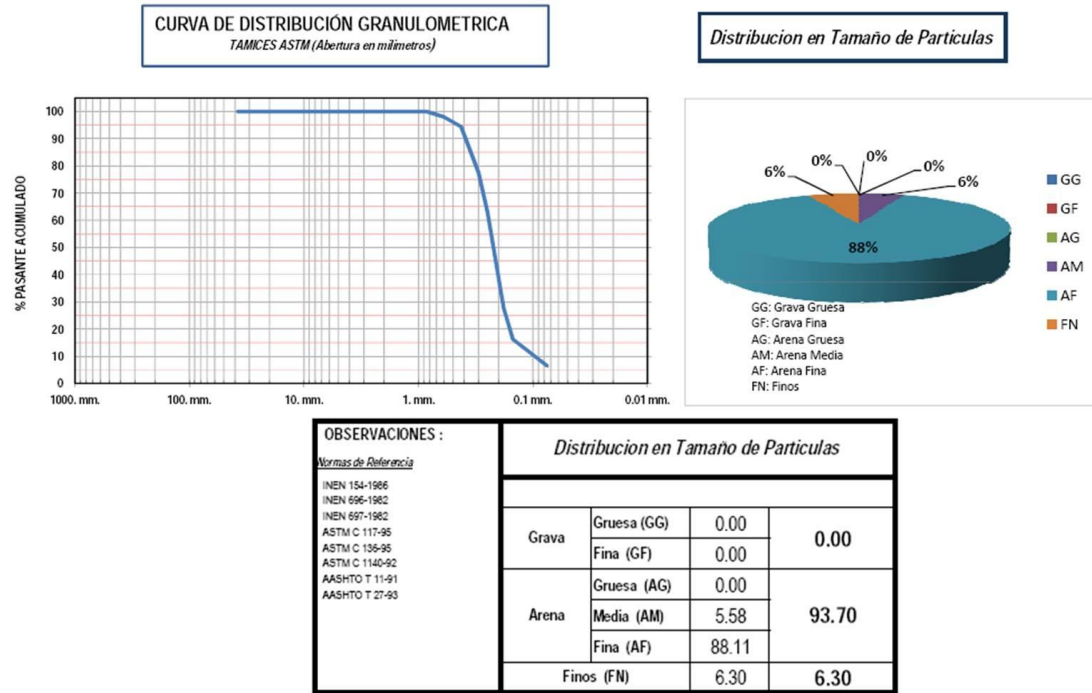 CURVA DE DISTRIBUCIÓN GRANULOMETRICA
TAMICES ASTM (Abertura en milímetros)
Distribucion en Tamaño de Particulas
% PASANTE ACUMULADO
100
90
80
70
60
50
40
30
20
10
0
1000. mm.
100. mm.
10. mm.
1. mm.
0.1 mm.
0.01 mm.
6%
0%
0%
0%
6%
88%
GG
GF
AG
AM
AF
FN
GG: Grava Gruesa
GF: Grava Fina
AG: Arena Gruesa
AM: Arena Media
AF: Arena Fina
FN: Finos
OBSERVACIONES :
Normas de Referencia
INEN 154-1986
INEN 696-1982
INEN 697-1982
ASTM C 117-95
ASTM C 136-95
ASTM C 1140-92
AASHTO T 11-91
AASHTO T 27-93
Distribucion en Tamaño de Particulas
Grava
Gruesa (GG) 0.00
0.00
Fina (GF) 0.00
Arena
Gruesa (AG) 0.00
Media (AM) 5.58
93.70
Fina (AF) 88.11
Finos (FN) 6.30 6.30